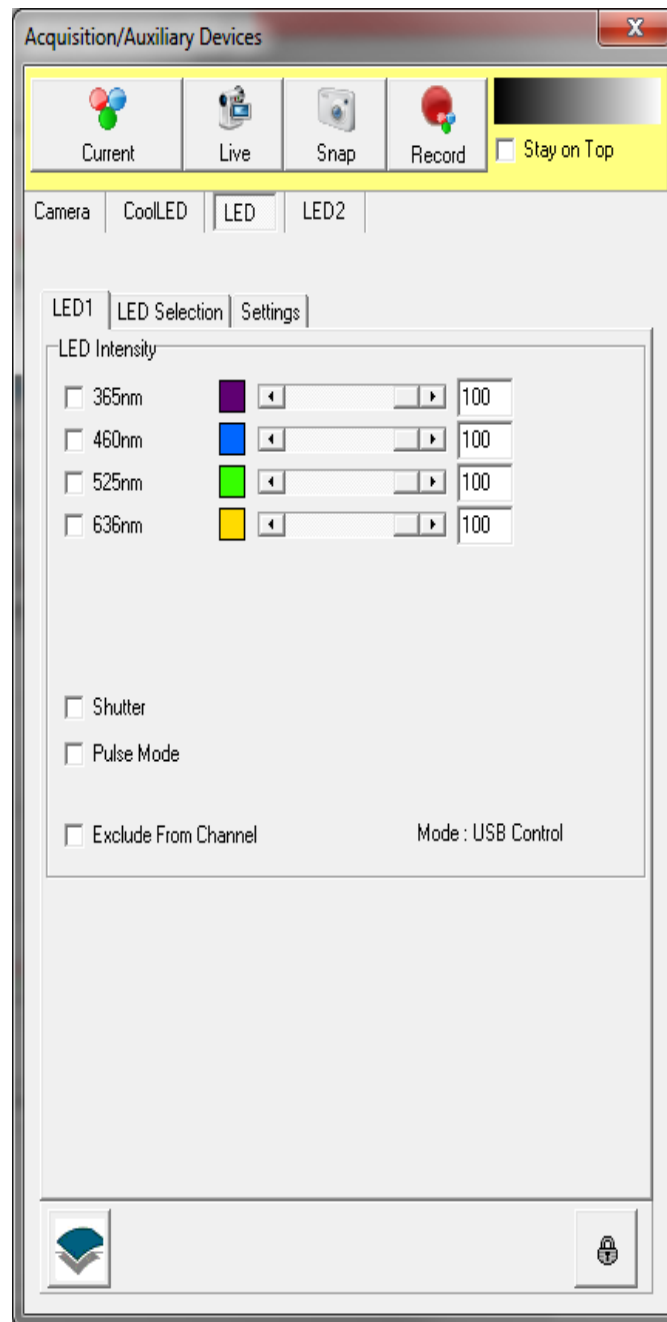 Acquisition/Auxiliary Devices
X
Current Live Snap Record Stay on Top
Camera CoolLED LED LED2
LED1 LED Selection Settings
LED Intensity
365nm 100
460nm 100
525nm 100
636nm 100
Shutter
Pulse Mode
Exclude From Channel Mode : USB Control